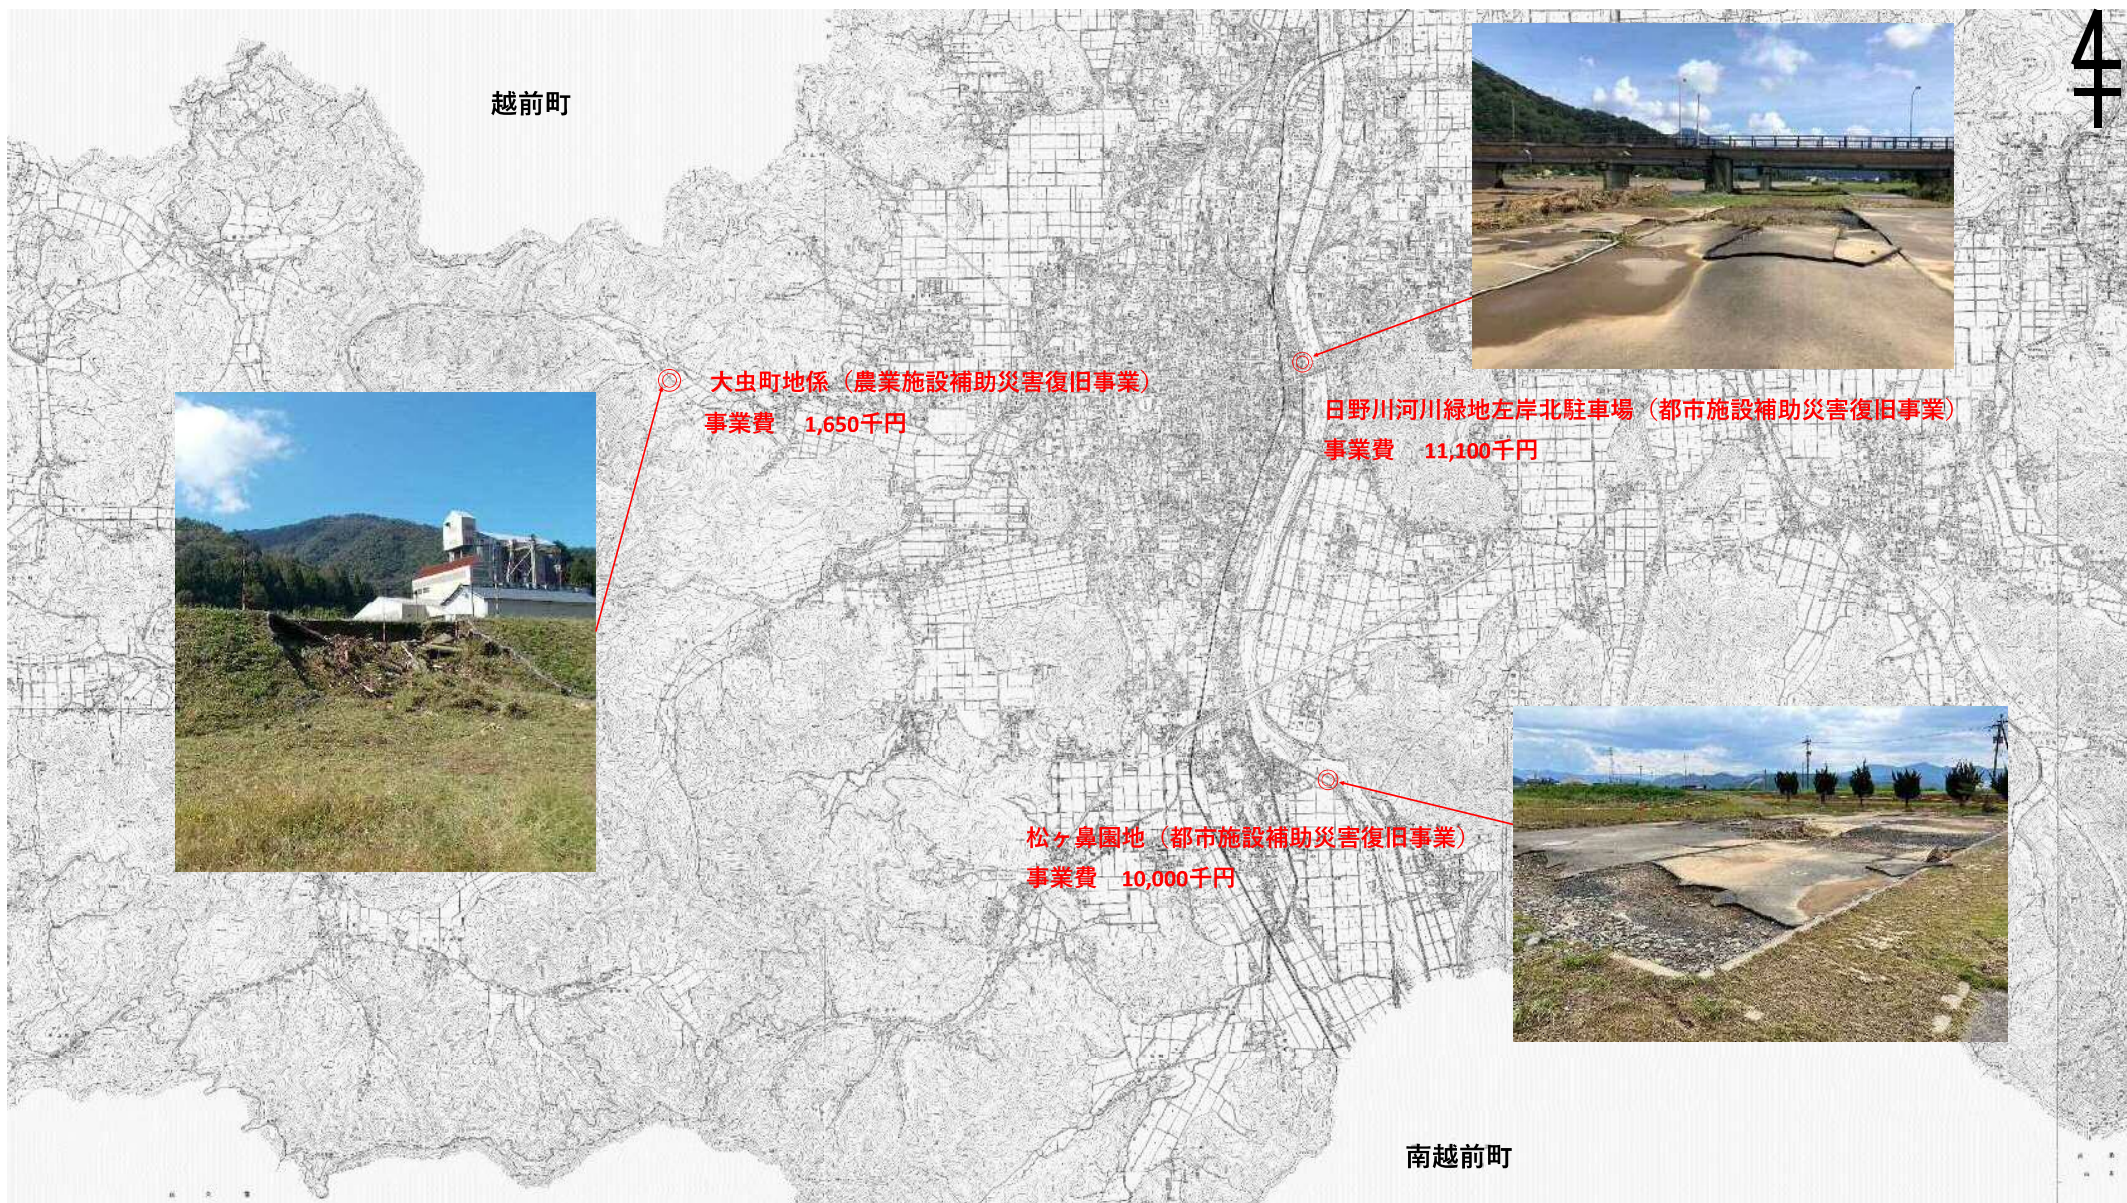 越前町
大虫町地係（農業施設補助災害復旧事業）
事業費　1,650千円
日野川河川緑地左岸北駐車場（都市施設補助災害復旧事業）
事業費　11,100千円
松ヶ鼻園地（都市施設補助災害復旧事業）
事業費　10,000千円
南越前町